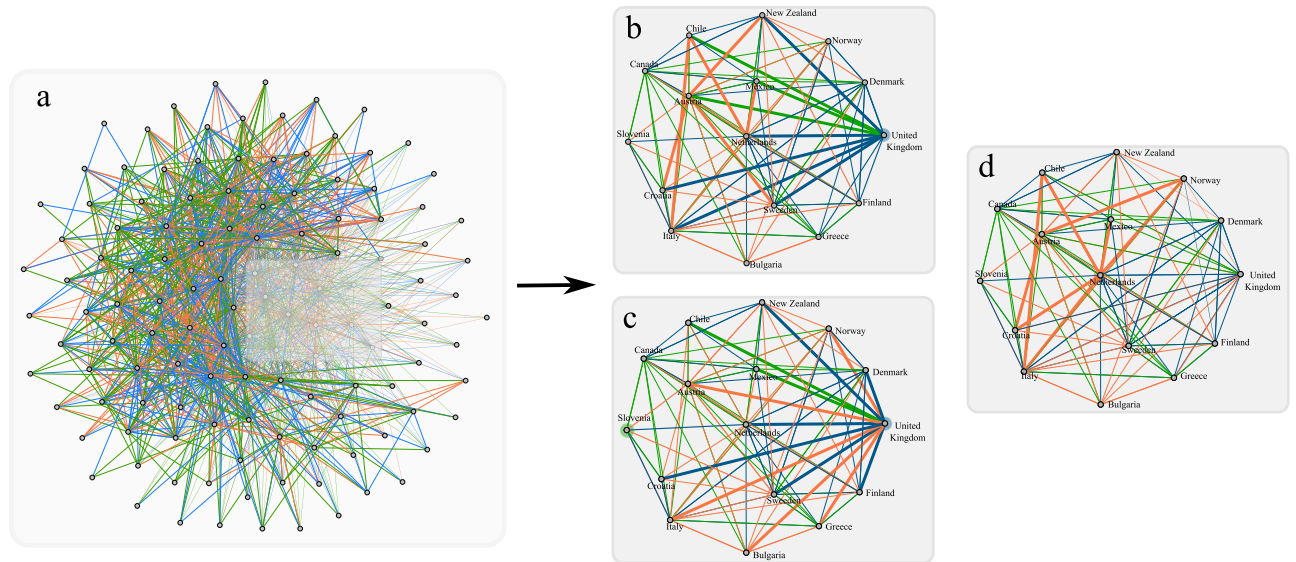 a
b
New Zealand
Chile
Norway
Canada
Denmark
Mexico
Austria
Slovenia
United
Kingdom
Netherlands
Croatia
Sweden
Finland
Italy
Greece
Bulgaria
c
New Zealand
Chile
Norway
Canada
Denmark
Mexico
Austria
Slovenia
United
Kingdom
Netherlands
Croatia
Sweden
Finland
Italy
Greece
Bulgaria
d
New Zealand
Chile
Norway
Canada
Denmark
Mexico
Austria
Slovenia
United
Kingdom
Netherlands
Croatia
Sweden
Finland
Italy
Greece
Bulgaria